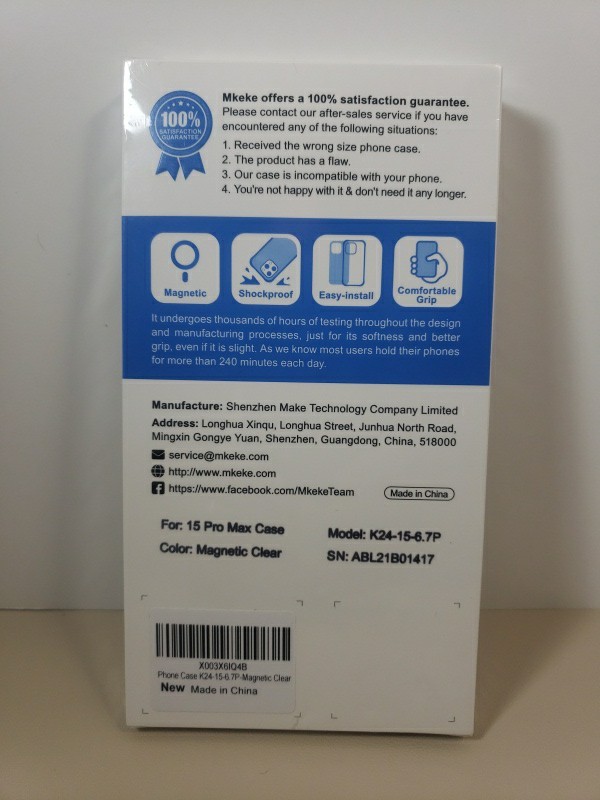 100%
SATISFACTION
GUARANTEE
Mkeke offers a 100% satisfaction guarantee.
Please contact our after-sales service if you have
encountered any of the following situations:
1. Received the wrong size phone case.
2. The product has a flaw.
3. Our case is incompatible with your phone.
4. You're not happy with it & don't need it any longer.
Magnetic
Shockproof
Easy-install
Comfortable
Grip
It undergoes thousands of hours of testing throughout the design
and manufacturing processes, just for its softness and better
grip, even if it is slight. As we know most users hold their phones
for more than 240 minutes each day.
Manufacture: Shenzhen Make Technology Company Limited
Address: Longhua Xinqu, Longhua Street, Junhua North Road,
Mingxin Gongye Yuan, Shenzhen, Guangdong, China, 518000
service@mkeke.com
http://www.mkeke.com
https://www.facebook.com/MkekeTeam
Made in China
For: 15 Pro Max Case
Color: Magnetic Clear
Model: K24-15-6.7P
SN: ABL21B01417
X003X6IQ4B
Phone Case K24-15-6.7P-Magnetic Clear
New Made in China